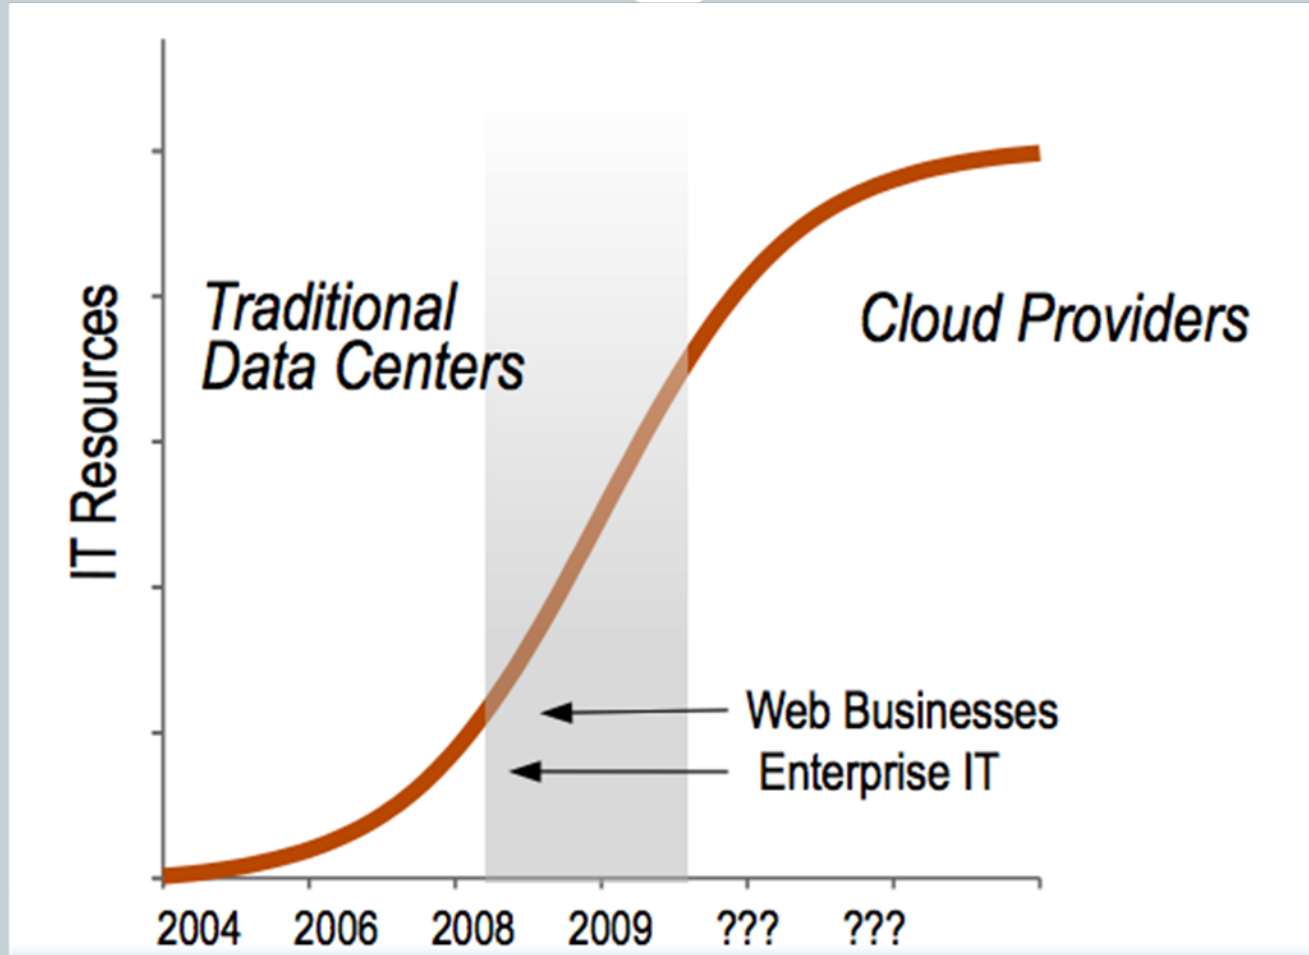 Traditional
Data Centers
Cloud Providers
IT Resources
Web Businesses
Enterprise IT
2004 2006 2008 2009 ??? ???